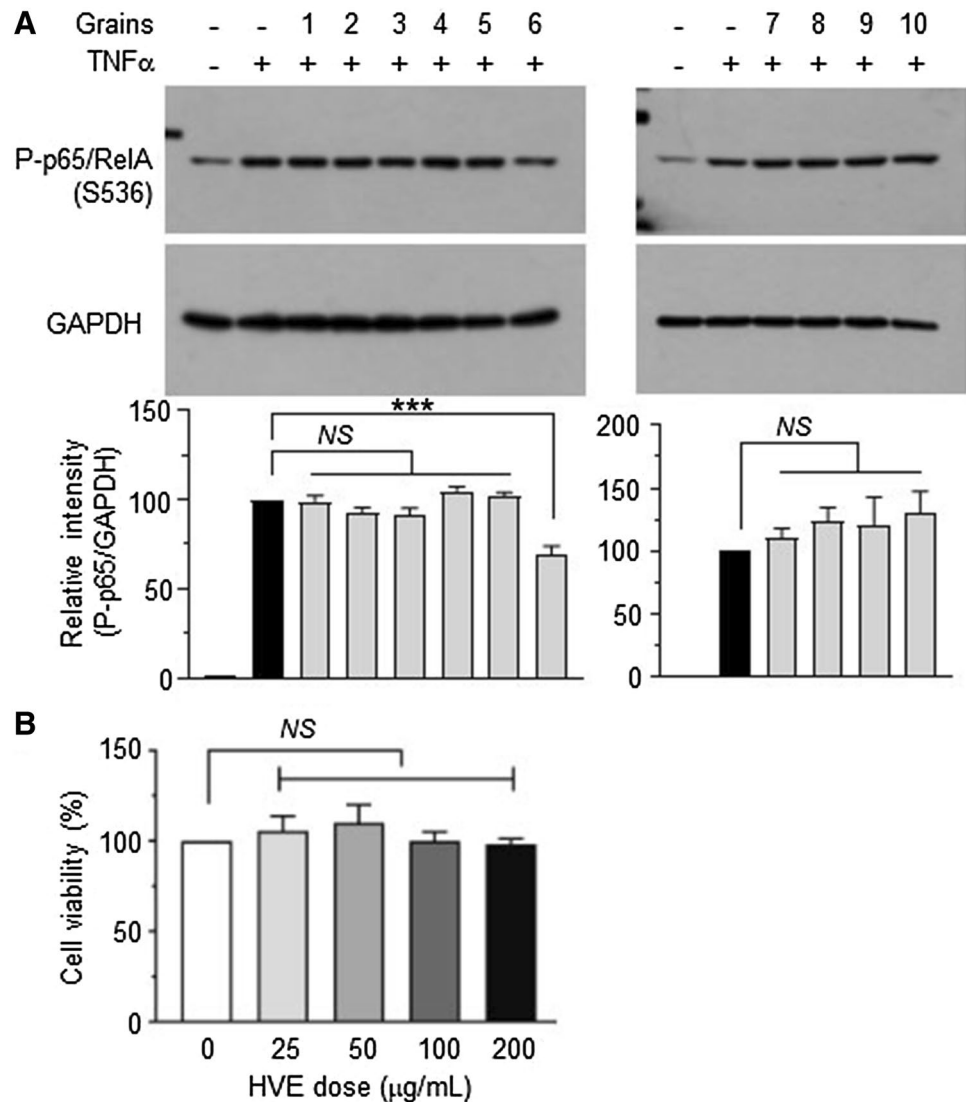 A
Grains - - 1 2 3 4 5 6 - - 7 8 9 10
TNFα - + + + + + + + - + + + + +
P-p65/RelA
(S536)
GAPDH
Relative intensity
(P-p65/GAPDH)
150
100
50
0
***
NS
200
150
100
50
0
NS
B
Cell viability (%)
150
100
50
0
NS
0 25 50 100 200
HVE dose (μg/mL)